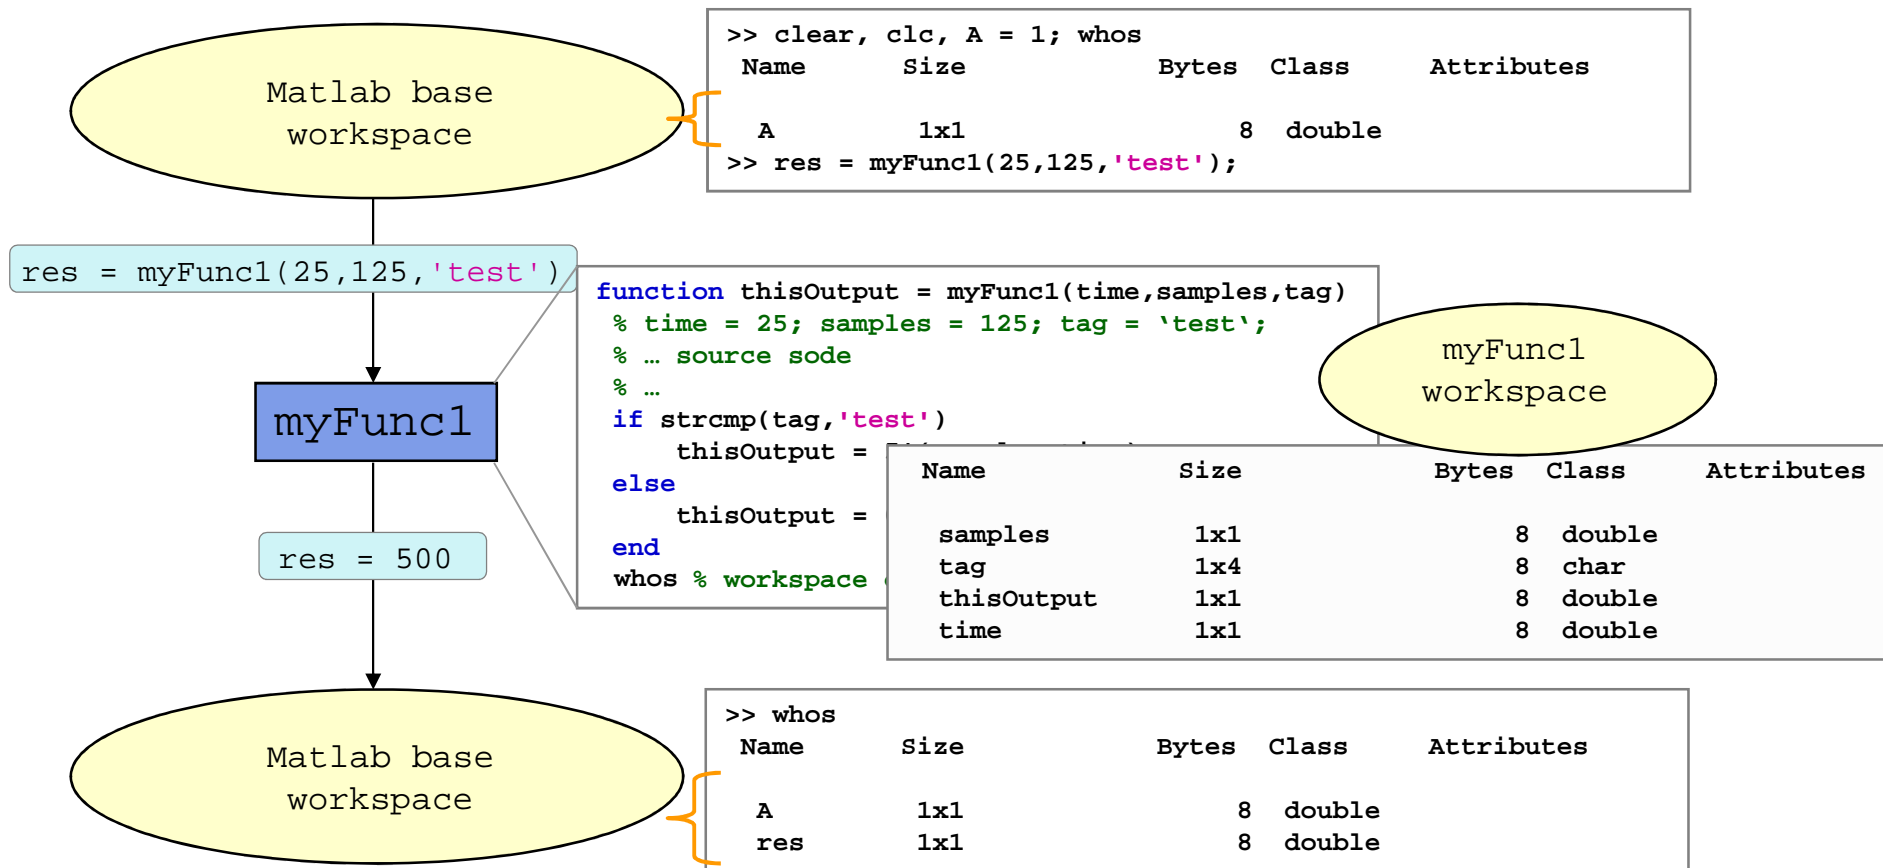 Matlab base
workspace
>> clear, clc, A = 1; whos
Name Size Bytes Class Attributes
A 1x1 8 double
>> res = myFunc1(25,125,'test');
res = myFunc1(25,125,'test')
function thisOutput = myFunc1(time,samples,tag)
% time = 25; samples = 125; tag = ‘test‘;
% … source sode
% …
if strcmp(tag,'test')
thisOutput =
else
thisOutput =
end
whos % workspace
myFunc1
workspace
myFunc1
Name Size Bytes Class Attributes
samples 1x1 8 double
tag 1x4 8 char
thisOutput 1x1 8 double
time 1x1 8 double
res = 500
Matlab base
workspace
>> whos
Name Size Bytes Class Attributes
A 1x1 8 double
res 1x1 8 double